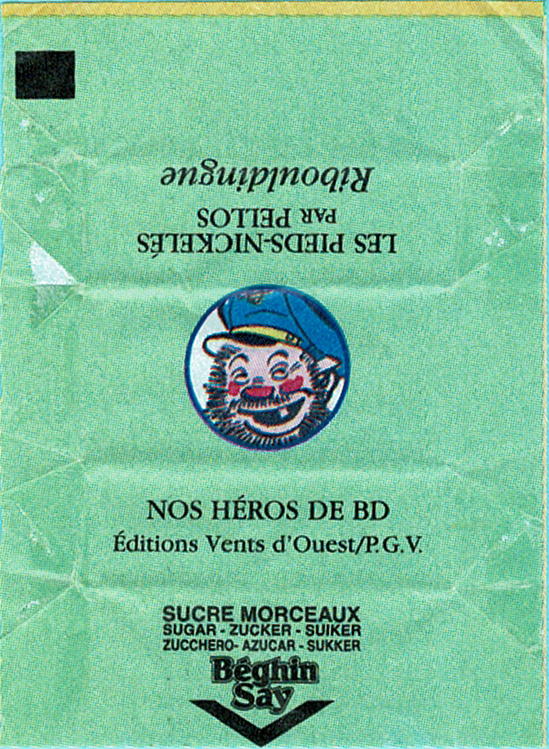 LES PIEDS-NICKELÉS
PAR PELLOS
Ribouldingue
NOS HÉROS DE BD
Éditions Vents d'Ouest/P.G.V.
SUCRE MORCEAUX
SUGAR - ZUCKER - SUIKER
ZUCCHERO- AZUCAR - SUKKER
Béghin
Say